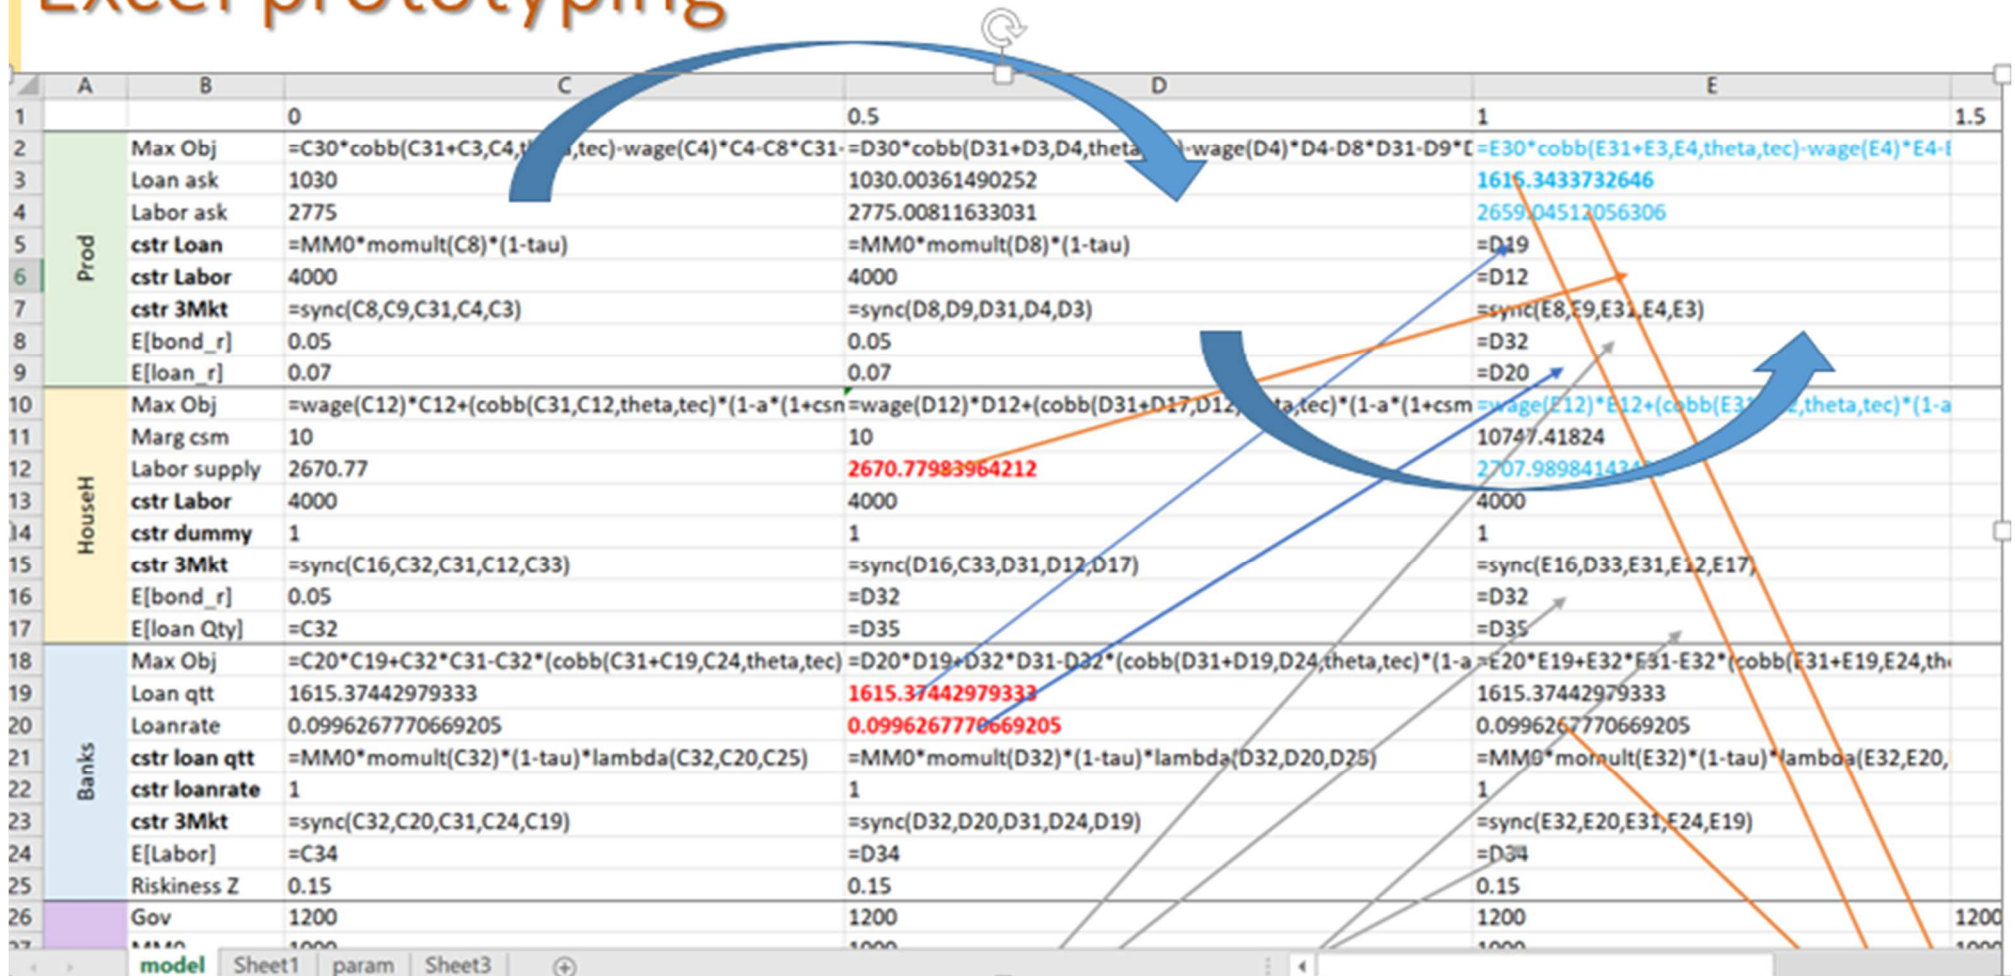 Excel prototyping
A B C D E
1 0 0.5 1 1.5
2 Max Obj =C30*cobb(C31+C3,C4,t ,tec)-wage(C4)*C4-C8*C31- =D30*cobb(D31+D3,D4,theta )-wage(D4)*D4-D8*D31-D9*D =E30*cobb(E31+E3,E4,theta,tec)-wage(E4)*E4-E
3 Loan ask 1030 1030.00361490252 1615.3433732646
4 Labor ask 2775 2775.00811633031 2659.04512056306
Prod
5 cstr Loan =MM0*momult(C8)*(1-tau) =MM0*momult(D8)*(1-tau) =D19
6 cstr Labor 4000 4000 =D12
7 cstr 3Mkt =sync(C8,C9,C31,C4,C3) =sync(D8,D9,D31,D4,D3) =sync(E8,E9,E31,E4,E3)
8 E[bond_r] 0.05 0.05 =D32
9 E[loan_r] 0.07 0.07 =D20
10 Max Obj =wage(C12)*C12+(cobb(C31,C12,theta,tec)*(1-a*(1+csm =wage(D12)*D12+(cobb(D31+D17,D12, ta,tec)*(1-a*(1+csm =wage(E12)*E12+(cobb(E3 2,theta,tec)*(1-a
11 Marg csm 10 10 10747.41824
12 Labor supply 2670.77 2670.77983964212 2707.989841434
HouseH
13 cstr Labor 4000 4000 4000
14 cstr dummy 1 1 1
15 cstr 3Mkt =sync(C16,C32,C31,C12,C33) =sync(D16,C33,D31,D12,D17) =sync(E16,D33,E31,E12,E17)
16 E[bond_r] 0.05 =D32 =D32
17 E[loan Qty] =C32 =D35 =D35
18 Max Obj =C20*C19+C32*C31-C32*(cobb(C31+C19,C24,theta,tec) =D20*D19+D32*D31-D32*(cobb(D31+D19,D24,theta,tec)*(1-a =E20*E19+E32*E31-E32*(cobb(E31+E19,E24,the
19 Loan qtt 1615.37442979333 1615.37442979333 1615.37442979333
20 Loanrate 0.0996267770669205 0.0996267770669205 0.0996267770669205
Banks
21 cstr loan qtt =MM0*momult(C32)*(1-tau)*lambda(C32,C20,C25) =MM0*momult(D32)*(1-tau)*lambda(D32,D20,D25) =MM0*momult(E32)*(1-tau)*lambda(E32,E20,
22 cstr loanrate 1 1 1
23 cstr 3Mkt =sync(C32,C20,C31,C24,C19) =sync(D32,D20,D31,D24,D19) =sync(E32,E20,E31,E24,E19)
24 E[Labor] =C34 =D34 =D34
25 Riskiness Z 0.15 0.15 0.15
26 Gov 1200 1200 1200 1200
27 MM0 1000 1000 1000 1000
model Sheet1 param Sheet3